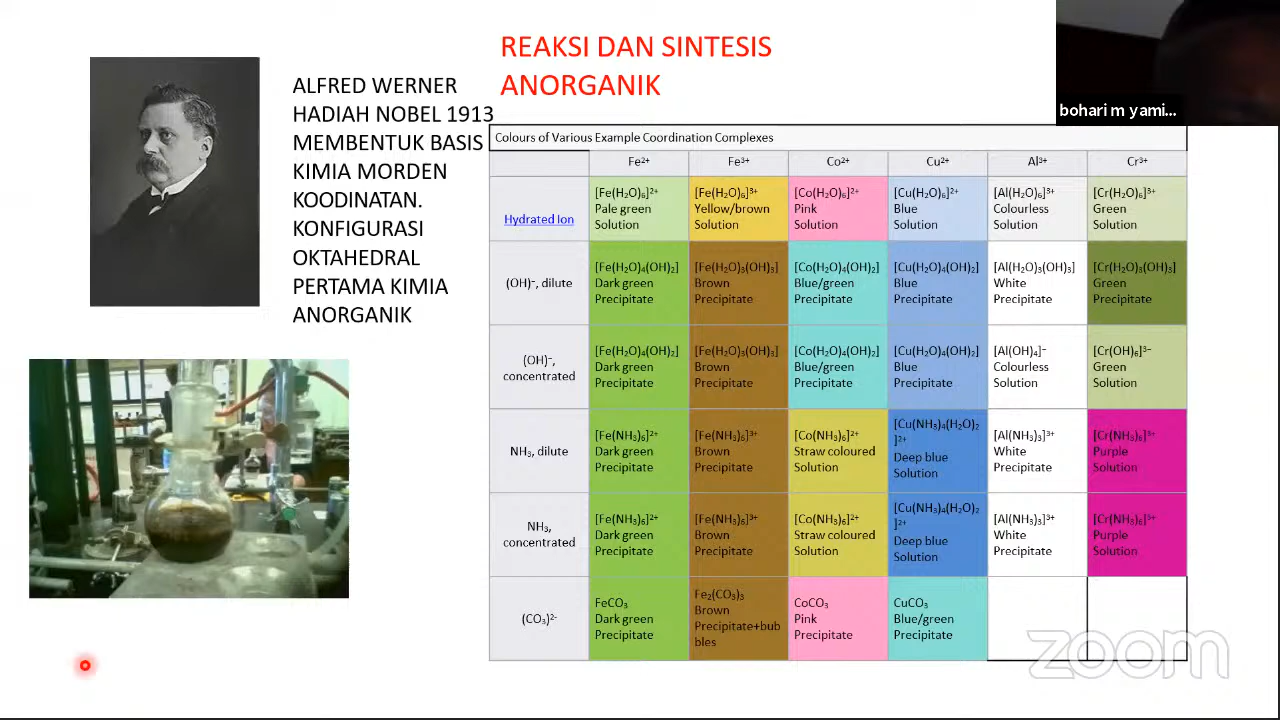 REAKSI DAN SINTESIS
ANORGANIK
ALFRED WERNER
HADIAH NOBEL 1913
MEMBENTUK BASIS
KIMIA MORDEN
KOODINATAN.
KONFIGURASI
OKTAHEDRAL
PERTAMA KIMIA
ANORGANIK
bohari m yami...
Colours of Various Example Coordination Complexes
Fe²⁺ Fe³⁺ Co²⁺ Cu²⁺ Al³⁺ Cr³⁺
Hydrated Ion
[Fe(H₂O)₆]²⁺
Pale green
Solution
[Fe(H₂O)₆]³⁺
Yellow/brown
Solution
[Co(H₂O)₆]²⁺
Pink
Solution
[Cu(H₂O)₆]²⁺
Blue
Solution
[Al(H₂O)₆]³⁺
Colourless
Solution
[Cr(H₂O)₆]³⁺
Green
Solution
(OH)⁻, dilute
[Fe(H₂O)₄(OH)₂]
Dark green
Precipitate
[Fe(H₂O)₃(OH)₃]
Brown
Precipitate
[Co(H₂O)₄(OH)₂]
Blue/green
Precipitate
[Cu(H₂O)₄(OH)₂]
Blue
Precipitate
[Al(H₂O)₃(OH)₃]
White
Precipitate
[Cr(H₂O)₃(OH)₃]
Green
Precipitate
(OH)⁻,
concentrated
[Fe(H₂O)₄(OH)₂]
Dark green
Precipitate
[Fe(H₂O)₃(OH)₃]
Brown
Precipitate
[Co(H₂O)₄(OH)₂]
Blue/green
Precipitate
[Cu(H₂O)₄(OH)₂]
Blue
Precipitate
[Al(OH)₄]⁻
Colourless
Solution
[Cr(OH)₆]³⁻
Green
Solution
NH₃, dilute
[Fe(NH₃)₆]²⁺
Dark green
Precipitate
[Fe(NH₃)₆]³⁺
Brown
Precipitate
[Co(NH₃)₆]²⁺
Straw coloured
Solution
[Cu(NH₃)₄(H₂O)₂
]²⁺
Deep blue
Solution
[Al(NH₃)₃]³⁺
White
Precipitate
[Cr(NH₃)₆]³⁺
Purple
Solution
NH₃,
concentrated
[Fe(NH₃)₆]²⁺
Dark green
Precipitate
[Fe(NH₃)₆]³⁺
Brown
Precipitate
[Co(NH₃)₆]²⁺
Straw coloured
Solution
[Cu(NH₃)₄(H₂O)₂
]²⁺
Deep blue
Solution
[Al(NH₃)₃]³⁺
White
Precipitate
[Cr(NH₃)₆]³⁺
Purple
Solution
(CO₃)²⁻
FeCO₃
Dark green
Precipitate
Fe₂(CO₃)₃
Brown
Precipitate+bub
bles
CoCO₃
Pink
Precipitate
CuCO₃
Blue/green
Precipitate
zoom